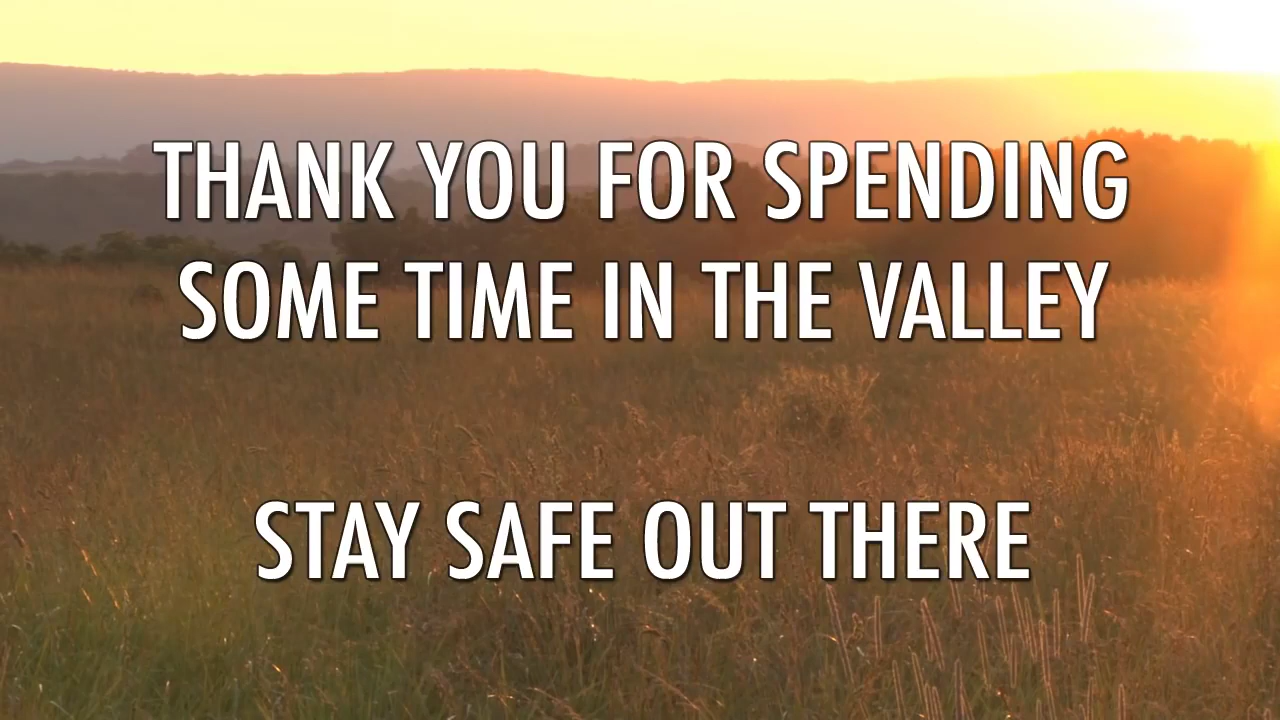 THANK YOU FOR SPENDING
SOME TIME IN THE VALLEY
STAY SAFE OUT THERE